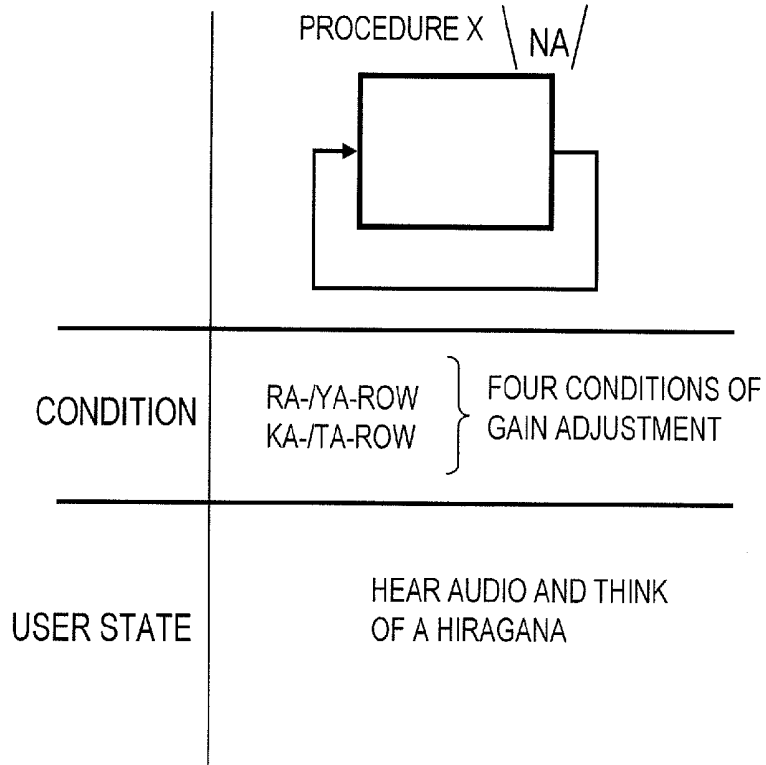 PROCEDURE X \ NA /
CONDITION
RA-/YA-ROW
KA-/TA-ROW
FOUR CONDITIONS OF
GAIN ADJUSTMENT
USER STATE
HEAR AUDIO AND THINK
OF A HIRAGANA